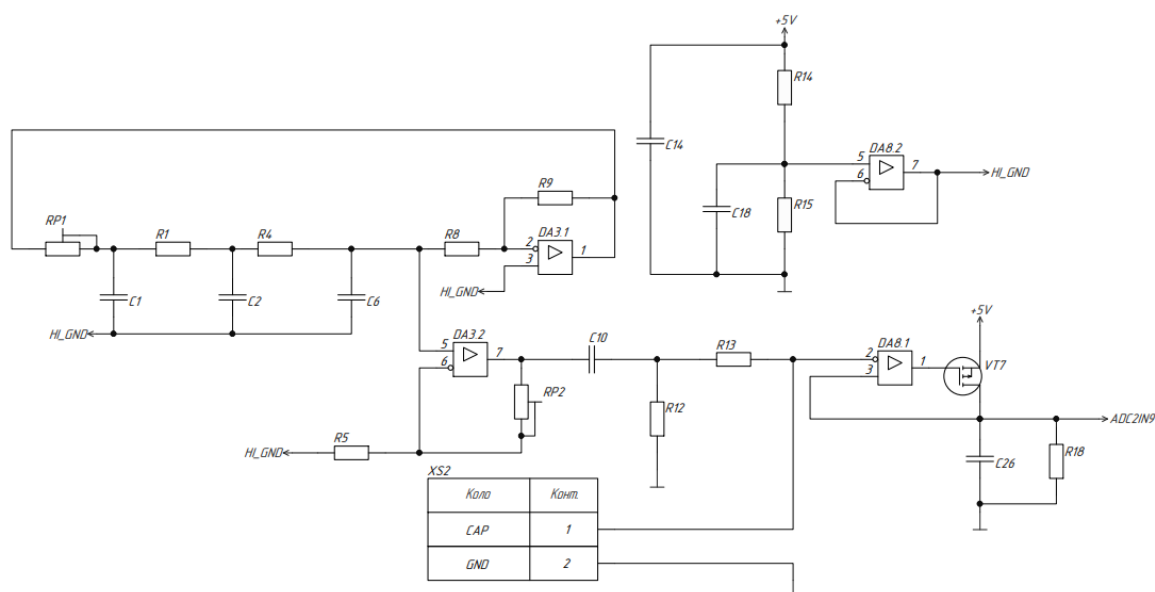 +5V
R14
C14
DA8.2
5
6
7
HI_GND
R9
C18
R15
RP1
R1
R4
R8
DA3.1
2
3
1
HI_GND
C1
C2
C6
HI_GND
DA3.2
5
6
7
C10
R13
+5V
DA8.1
2
3
1
VT7
RP2
R12
ADC2IN9
R5
HI_GND
C26
R18
XS2
Коло Конт.
CAP 1
GND 2